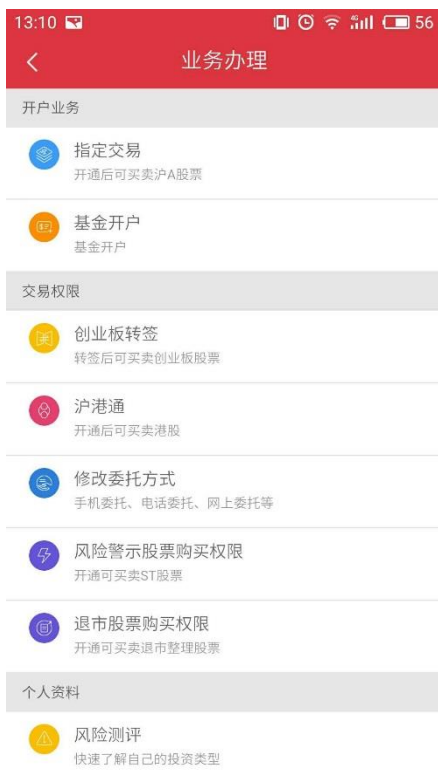 13:10
4G
56
业务办理
开户业务
指定交易
开通后可买卖沪A股票
基金开户
基金开户
交易权限
创业板转签
转签后可买卖创业板股票
沪港通
开通后可买卖港股
修改委托方式
手机委托、电话委托、网上委托等
风险警示股票购买权限
开通可买卖ST股票
退市股票购买权限
开通可买卖退市整理股票
个人资料
风险测评
快速了解自己的投资类型